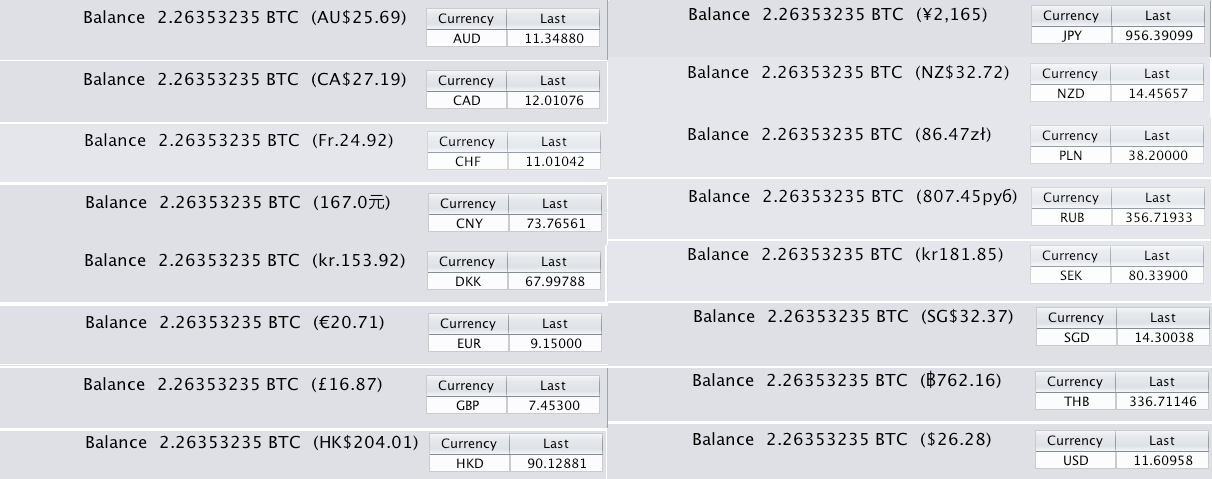 Balance 2.26353235 BTC (AU$25.69) Currency Last
AUD 11.34880
Balance 2.26353235 BTC (CA$27.19) Currency Last
CAD 12.01076
Balance 2.26353235 BTC (Fr.24.92) Currency Last
CHF 11.01042
Balance 2.26353235 BTC (167.0元) Currency Last
CNY 73.76561
Balance 2.26353235 BTC (kr.153.92) Currency Last
DKK 67.99788
Balance 2.26353235 BTC (€20.71) Currency Last
EUR 9.15000
Balance 2.26353235 BTC (£16.87) Currency Last
GBP 7.45300
Balance 2.26353235 BTC (HK$204.01) Currency Last
HKD 90.12881
Balance 2.26353235 BTC (¥2,165) Currency Last
JPY 956.39099
Balance 2.26353235 BTC (NZ$32.72) Currency Last
NZD 14.45657
Balance 2.26353235 BTC (86.47zł) Currency Last
PLN 38.20000
Balance 2.26353235 BTC (807.45руб) Currency Last
RUB 356.71933
Balance 2.26353235 BTC (kr181.85) Currency Last
SEK 80.33900
Balance 2.26353235 BTC (SG$32.37) Currency Last
SGD 14.30038
Balance 2.26353235 BTC (฿762.16) Currency Last
THB 336.71146
Balance 2.26353235 BTC ($26.28) Currency Last
USD 11.60958